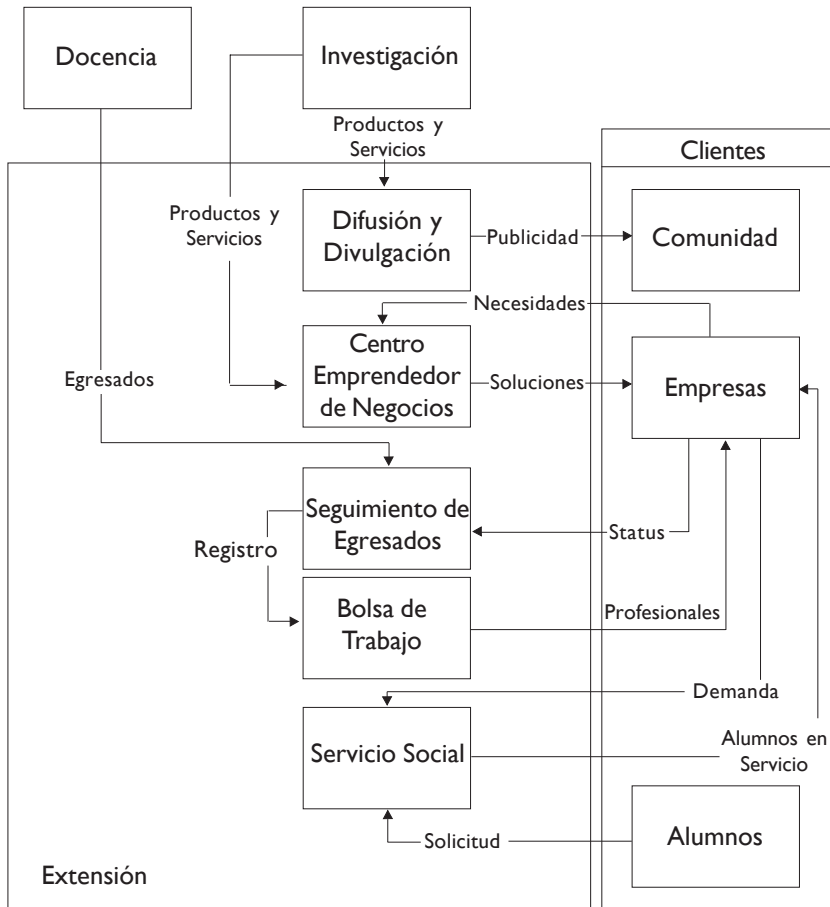 Docencia
Investigación
Productos y
Servicios
Clientes
Productos y
Servicios
Difusión y
Divulgación
Publicidad
Comunidad
Necesidades
Centro
Emprendedor
de Negocios
Egresados
Soluciones
Empresas
Seguimiento de
Egresados
Status
Registro
Bolsa de
Trabajo
Profesionales
Demanda
Servicio Social
Alumnos en
Servicio
Solicitud
Alumnos
Extensión